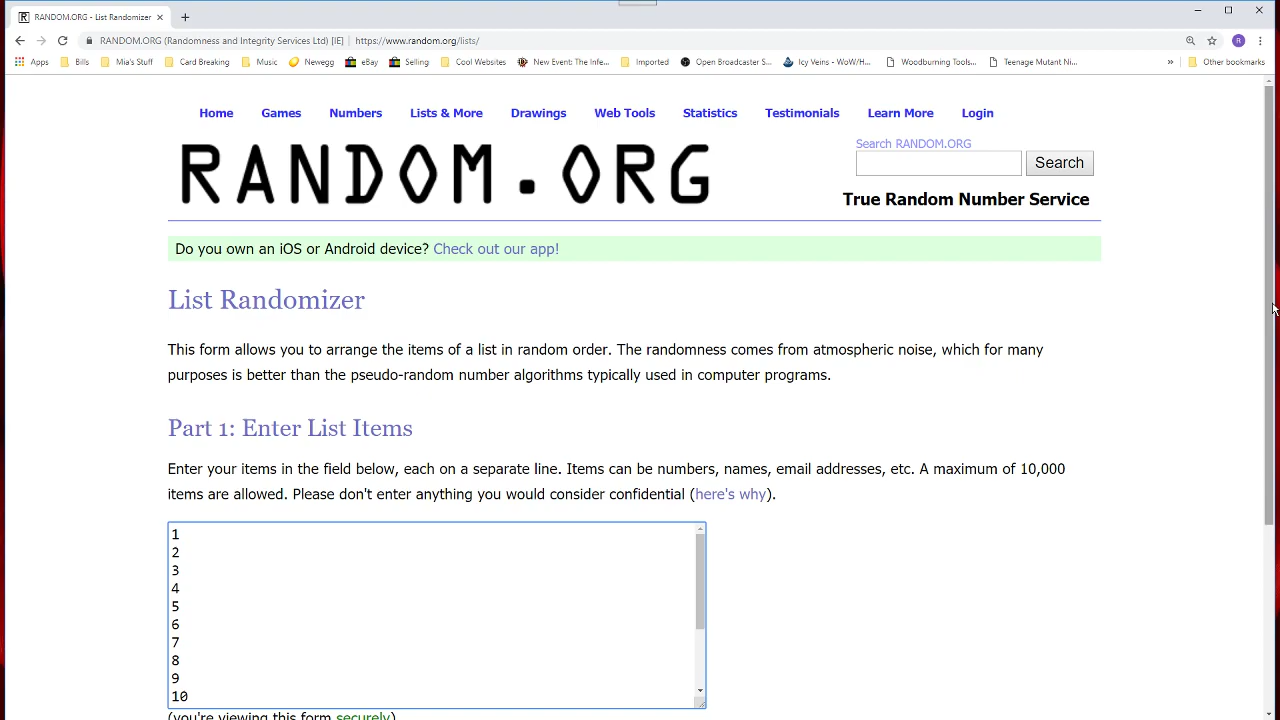 RANDOM.ORG - List Randomizer
RANDOM.ORG (Randomness and Integrity Services Ltd) [IE] https://www.random.org/lists/
Apps Bills Mia's Stuff Card Breaking Music Newegg eBay Selling Cool Websites New Event: The Infe... Imported Open Broadcaster S... Icy Veins - WoW/H... Woodburning Tools... Teenage Mutant Ni... » Other bookmarks
Home Games Numbers Lists & More Drawings Web Tools Statistics Testimonials Learn More Login
RANDOM.ORG
Search RANDOM.ORG
Search
True Random Number Service
Do you own an iOS or Android device? Check out our app!
List Randomizer
This form allows you to arrange the items of a list in random order. The randomness comes from atmospheric noise, which for many
purposes is better than the pseudo-random number algorithms typically used in computer programs.
Part 1: Enter List Items
Enter your items in the field below, each on a separate line. Items can be numbers, names, email addresses, etc. A maximum of 10,000
items are allowed. Please don't enter anything you would consider confidential (here's why).
1
2
3
4
5
6
7
8
9
10
(you're viewing this form securely)